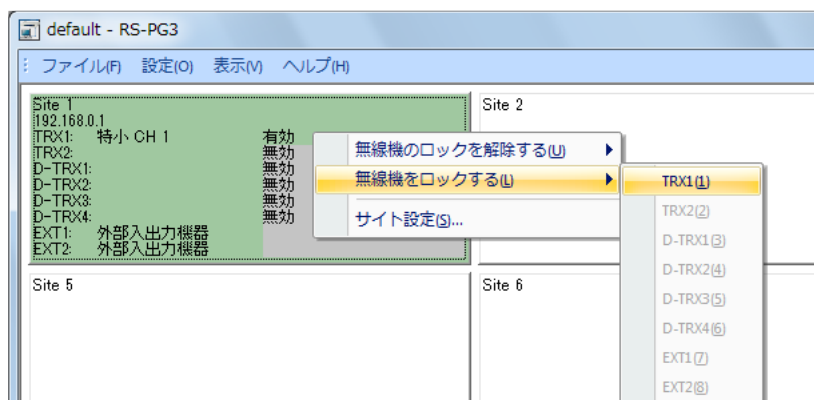 default - RS-PG3
ファイル(F) 設定(O) 表示(V) ヘルプ(H)
Site 1
192.168.0.1
TRX1: 特小 CH 1 有効
TRX2: 無効
D-TRX1: 無効
D-TRX2: 無効
D-TRX3: 無効
D-TRX4: 無効
EXT1: 外部入出力機器
EXT2: 外部入出力機器
Site 2
無線機のロックを解除する(U)
無線機をロックする(L)
サイト設定(S)...
TRX1(1)
TRX2(2)
D-TRX1(3)
D-TRX2(4)
D-TRX3(5)
D-TRX4(6)
EXT1(7)
EXT2(8)
Site 5
Site 6